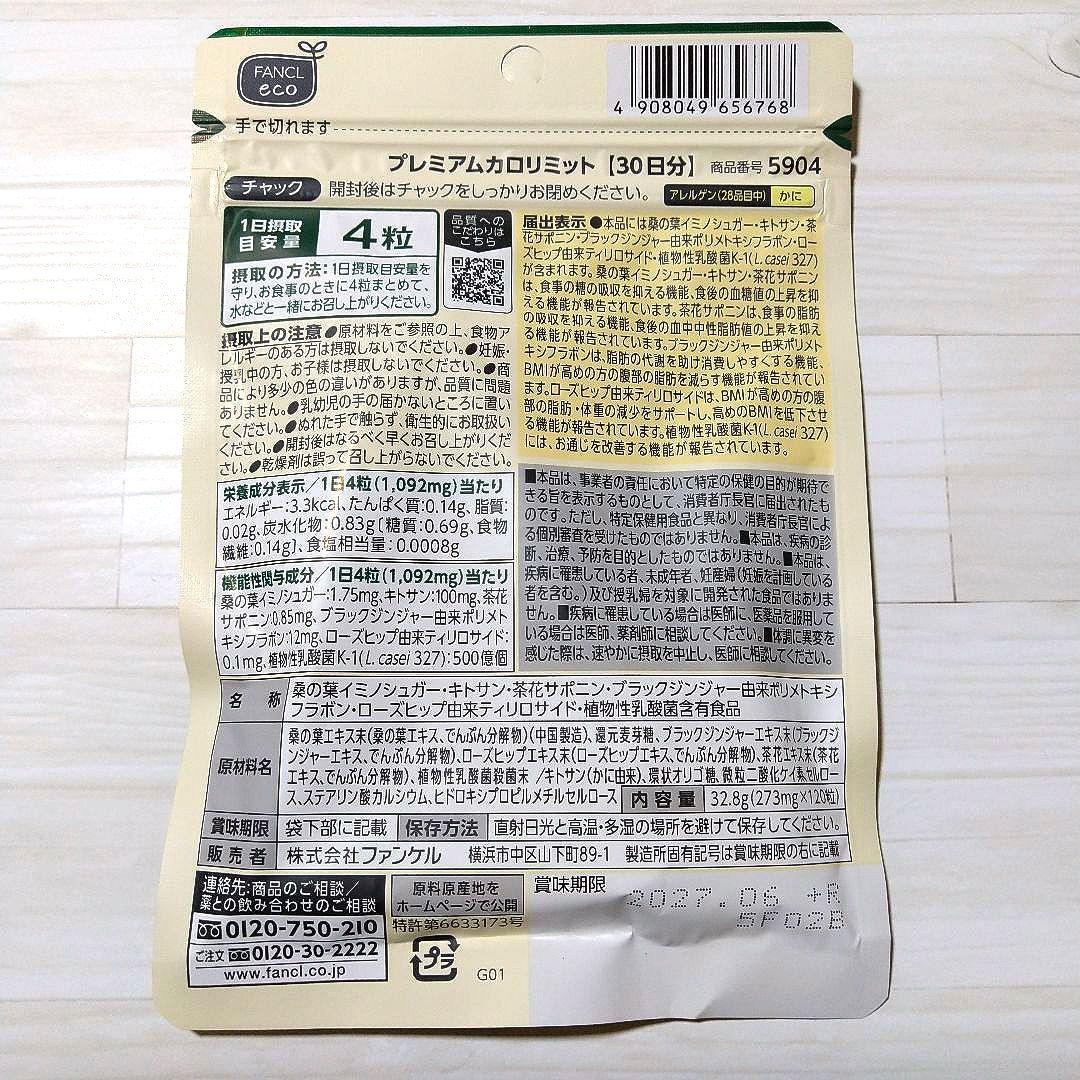 FANCL
eco
4 908049 656768
手で切れます
プレミアムカロリミット【30日分】 商品番号 5904
チャック 開封後はチャックをしっかりお閉めください。 アレルゲン(28品目中) かに
1日摂取
目安量
4粒
摂取の方法:1日摂取目安量を
守り、お食事のときに4粒まとめて、
水などと一緒にお召し上がりください。
品質への
こだわりは
こちら
摂取上の注意●原材料をご参照の上、食物ア
レルギーのある方は摂取しないでください。●妊娠・
授乳中の方、お子様は摂取しないでください。●商
品により多少の色の違いがありますが、品質に問題
ありません。●乳幼児の手の届かないところに置い
てください。●ぬれた手で触らず、衛生的にお取扱い
ください。●開封後はなるべく早くお召し上がりくだ
さい。●乾燥剤は誤って召し上がらないでください。
栄養成分表示/1日4粒(1,092mg)当たり
エネルギー:3.3kcal、たんぱく質:0.14g、脂質:
0.02g、炭水化物:0.83g〔糖質:0.69g、食物
繊維:0.14g〕、食塩相当量:0.0008g
機能性関与成分/1日4粒(1,092mg)当たり
桑の葉イミノシュガー:1.75mg、キトサン:100mg、茶花
サポニン:0.85mg、ブラックジンジャー由来ポリメト
キシフラボン:12mg、ローズヒップ由来ティリロサイド:
0.1mg、植物性乳酸菌K-1(L. casei 327):500億個
届出表示●本品には桑の葉イミノシュガー・キトサン・茶
花サポニン・ブラックジンジャー由来ポリメトキシフラボン・ロー
ズヒップ由来ティリロサイド・植物性乳酸菌K-1(L. casei 327)
が含まれます。桑の葉イミノシュガー・キトサン・茶花サポニン
は、食事の糖の吸収を抑える機能、食後の血糖値の上昇を抑
える機能が報告されています。茶花サポニンは、食事の脂肪
の吸収を抑える機能、食後の血中中性脂肪値の上昇を抑え
る機能が報告されています。ブラックジンジャー由来ポリメト
キシフラボンは、脂肪の代謝を助け消費しやすくする機能、
BMIが高めの方の腹部の脂肪を減らす機能が報告されてい
ます。ローズヒップ由来ティリロサイドは、BMIが高めの方の腹
部の脂肪・体重の減少をサポートし、高めのBMIを低下させ
る機能が報告されています。植物性乳酸菌K-1(L. casei 327)
には、お通じを改善する機能が報告されています。
■本品は、事業者の責任において特定の保健の目的が期待で
きる旨を表示するものとして、消費者庁長官に届出されたも
のです。ただし、特定保健用食品と異なり、消費者庁長官によ
る個別審査を受けたものではありません。■本品は、疾病の診
断、治療、予防を目的としたものではありません。■本品は、
疾病に罹患している者、未成年者、妊産婦(妊娠を計画している
者を含む。)及び授乳婦を対象に開発された食品ではありま
せん。■疾病に罹患している場合は医師に、医薬品を服用して
いる場合は医師、薬剤師に相談してください。■体調に異変を
感じた際は、速やかに摂取を中止し、医師に相談してください。
名 称 桑の葉イミノシュガー・キトサン・茶花サポニン・ブラックジンジャー由来ポリメトキシ
フラボン・ローズヒップ由来ティリロサイド・植物性乳酸菌含有食品
原材料名 桑の葉エキス末(桑の葉エキス、でんぷん分解物)(中国製造)、還元麦芽糖、ブラックジンジャーエキス末(ブラックジ
ンジャーエキス、でんぷん分解物)、ローズヒップエキス末(ローズヒップエキス、でんぷん分解物)、茶花エキス末(茶花
エキス、でんぷん分解物)、植物性乳酸菌殺菌末/キトサン(かに由来)、環状オリゴ糖、微粒二酸化ケイ素、セルロー
ス、ステアリン酸カルシウム、ヒドロキシプロピルメチルセルロース 内容量 32.8g(273mg×120粒)
賞味期限 袋下部に記載 保存方法 直射日光と高温・多湿の場所を避けて保存してください。
販売者 株式会社ファンケル 横浜市中区山下町89-1 製造所固有記号は賞味期限の右に記載
連絡先:商品のご相談/
薬との飲み合わせのご相談
0120-750-210
ご注文 0120-30-2222
www.fancl.co.jp
原料原産地を
ホームページで公開
特許第6633173号
プラ
G01
賞味期限 2027.06 +R
5F02B